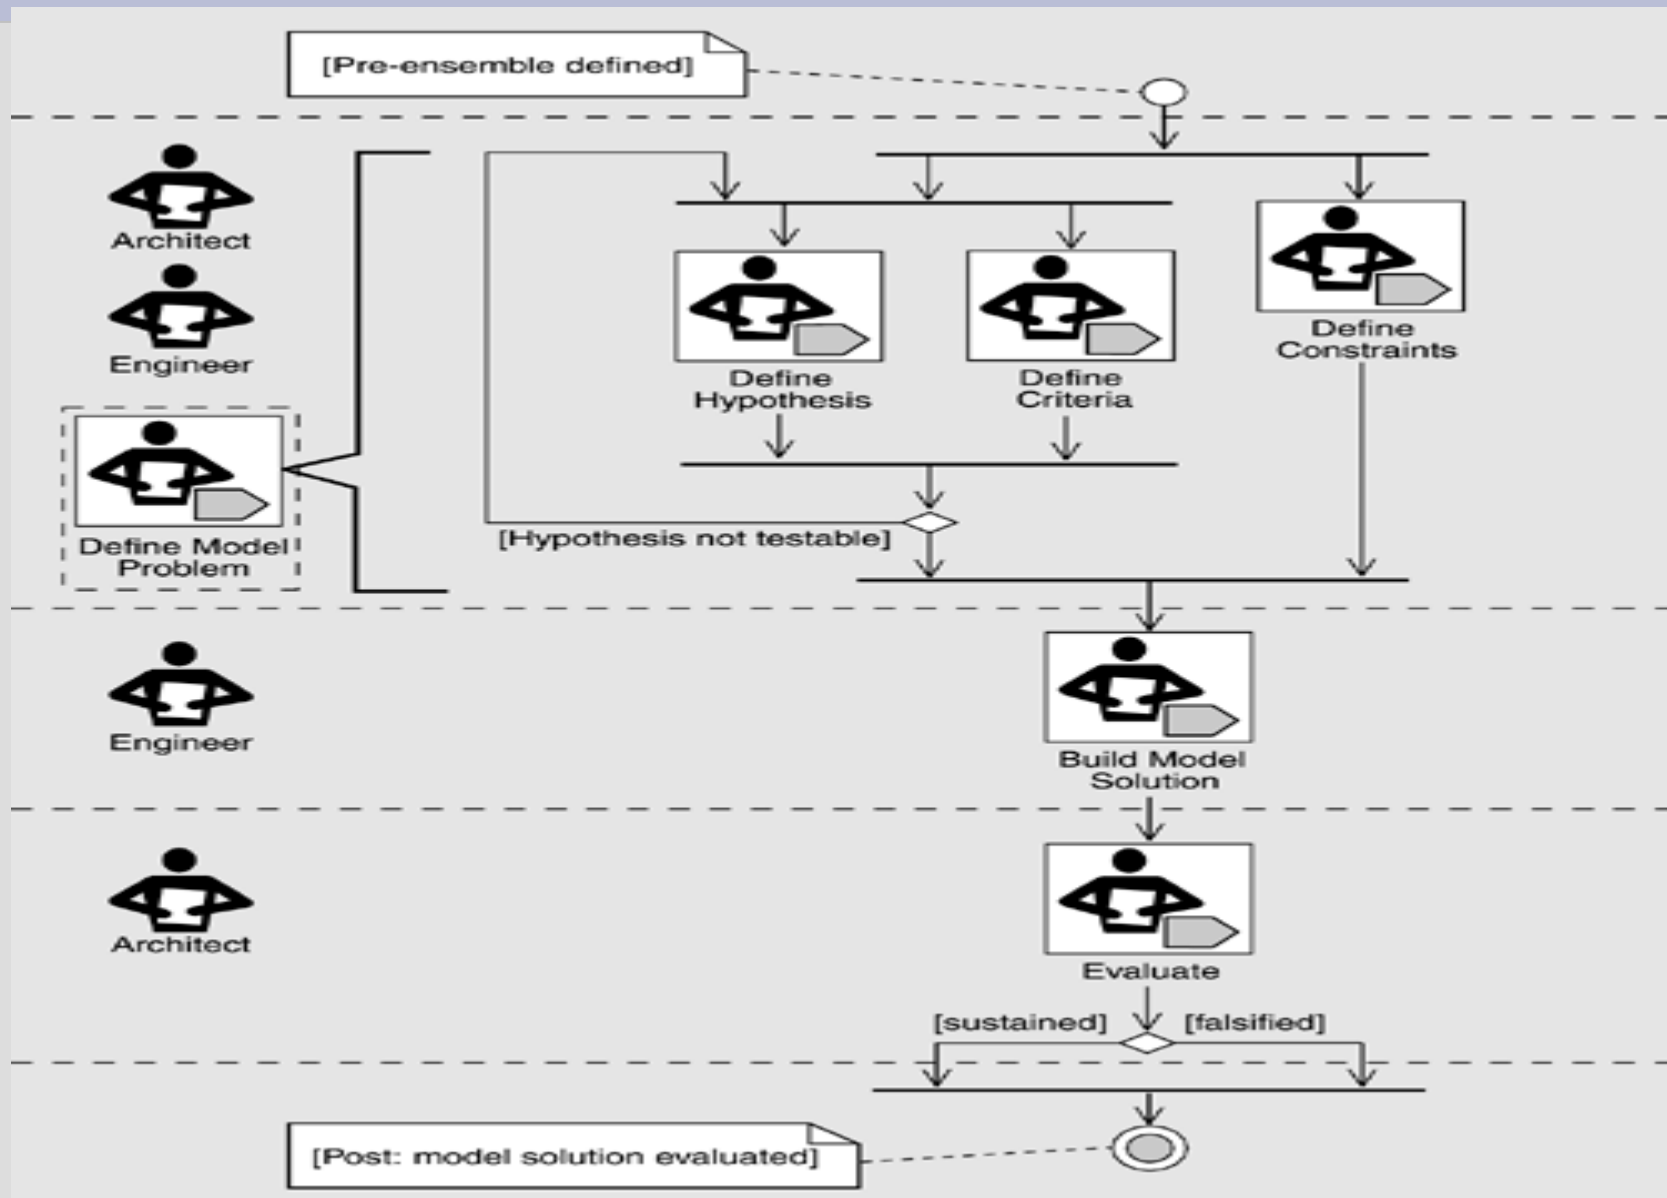 [Pre-ensemble defined]
Architect
Engineer
Define
Constraints
Define
Hypothesis
Define
Criteria
[Hypothesis not testable]
Define Model
Problem
Engineer
Build Model
Solution
Architect
Evaluate
[sustained]
[falsified]
[Post: model solution evaluated]